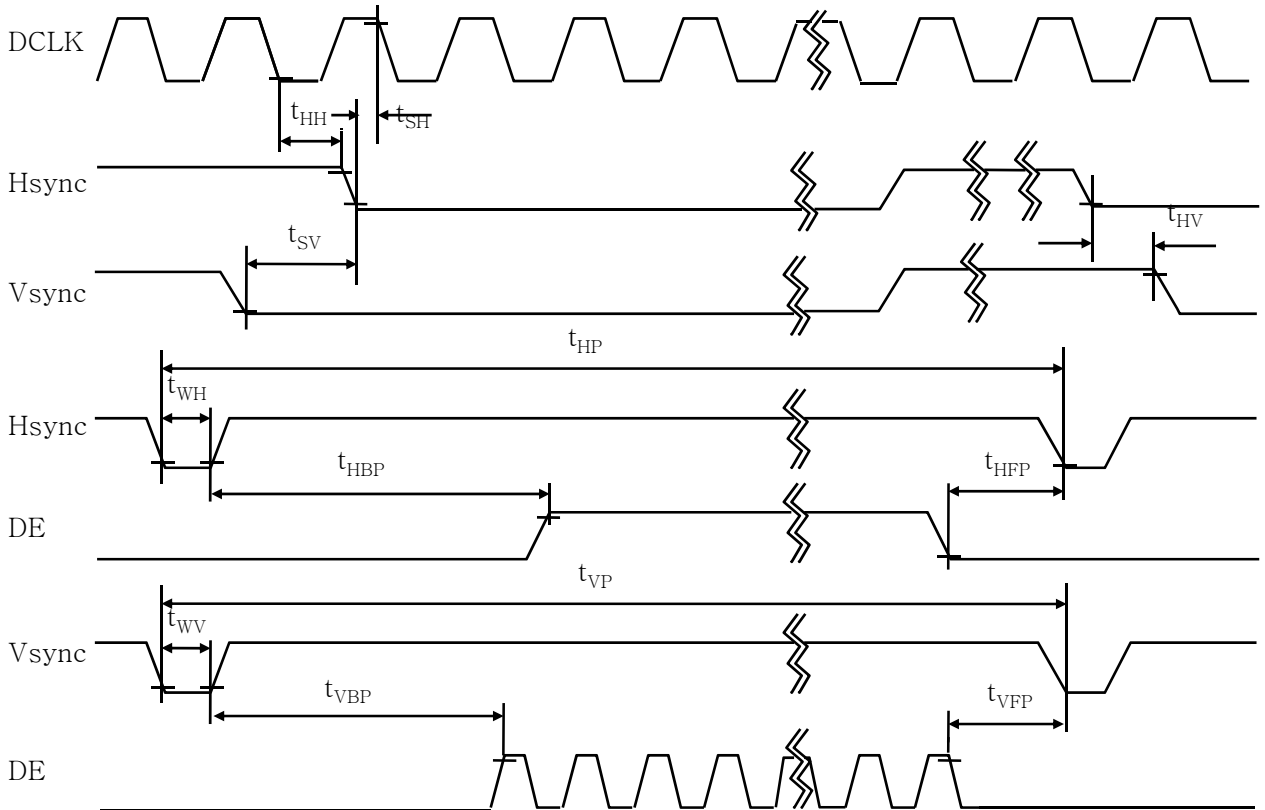 DCLK
tHH
tSH
Hsync
tHV
tSV
Vsync
tHP
tWH
Hsync
tHBP
tHFP
DE
tVP
tWV
Vsync
tVBP
tVFP
DE